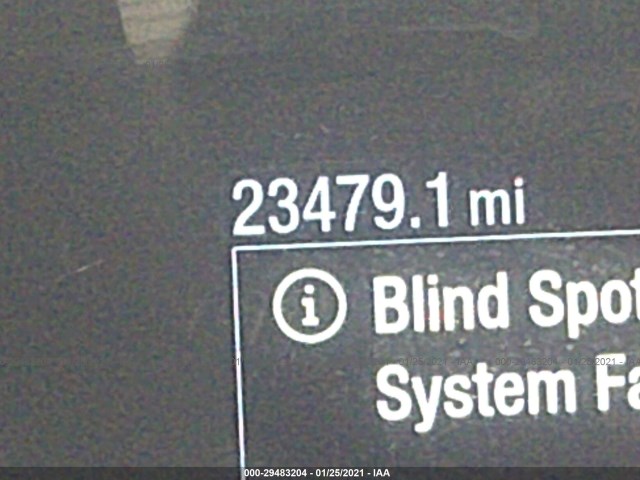 23479.1 mi
Blind Spot
System Fa
000-29483204 - 01/25/2021 - IAA